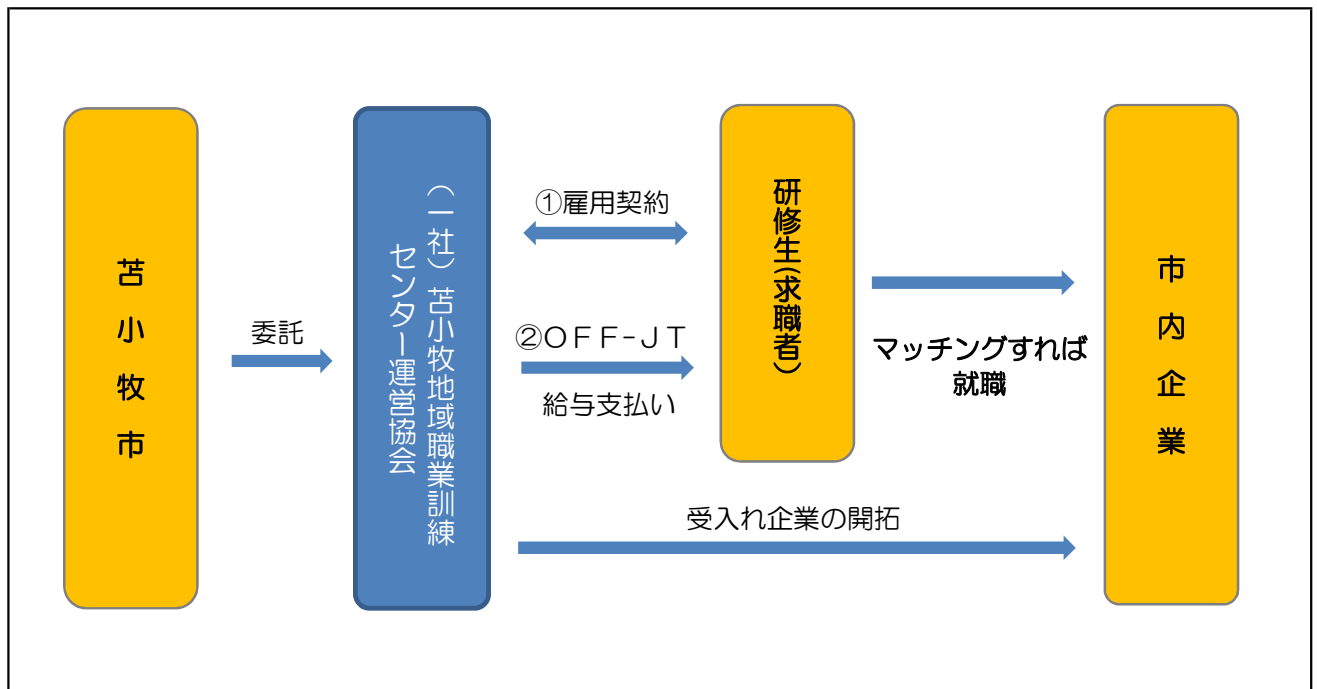 苫小牧市
委託
（一社）苫小牧地域職業訓練
センター運営協会
①雇用契約
②ＯＦＦ-ＪＴ
給与支払い
研修生(求職者)
マッチングすれば
就職
受入れ企業の開拓
市内企業